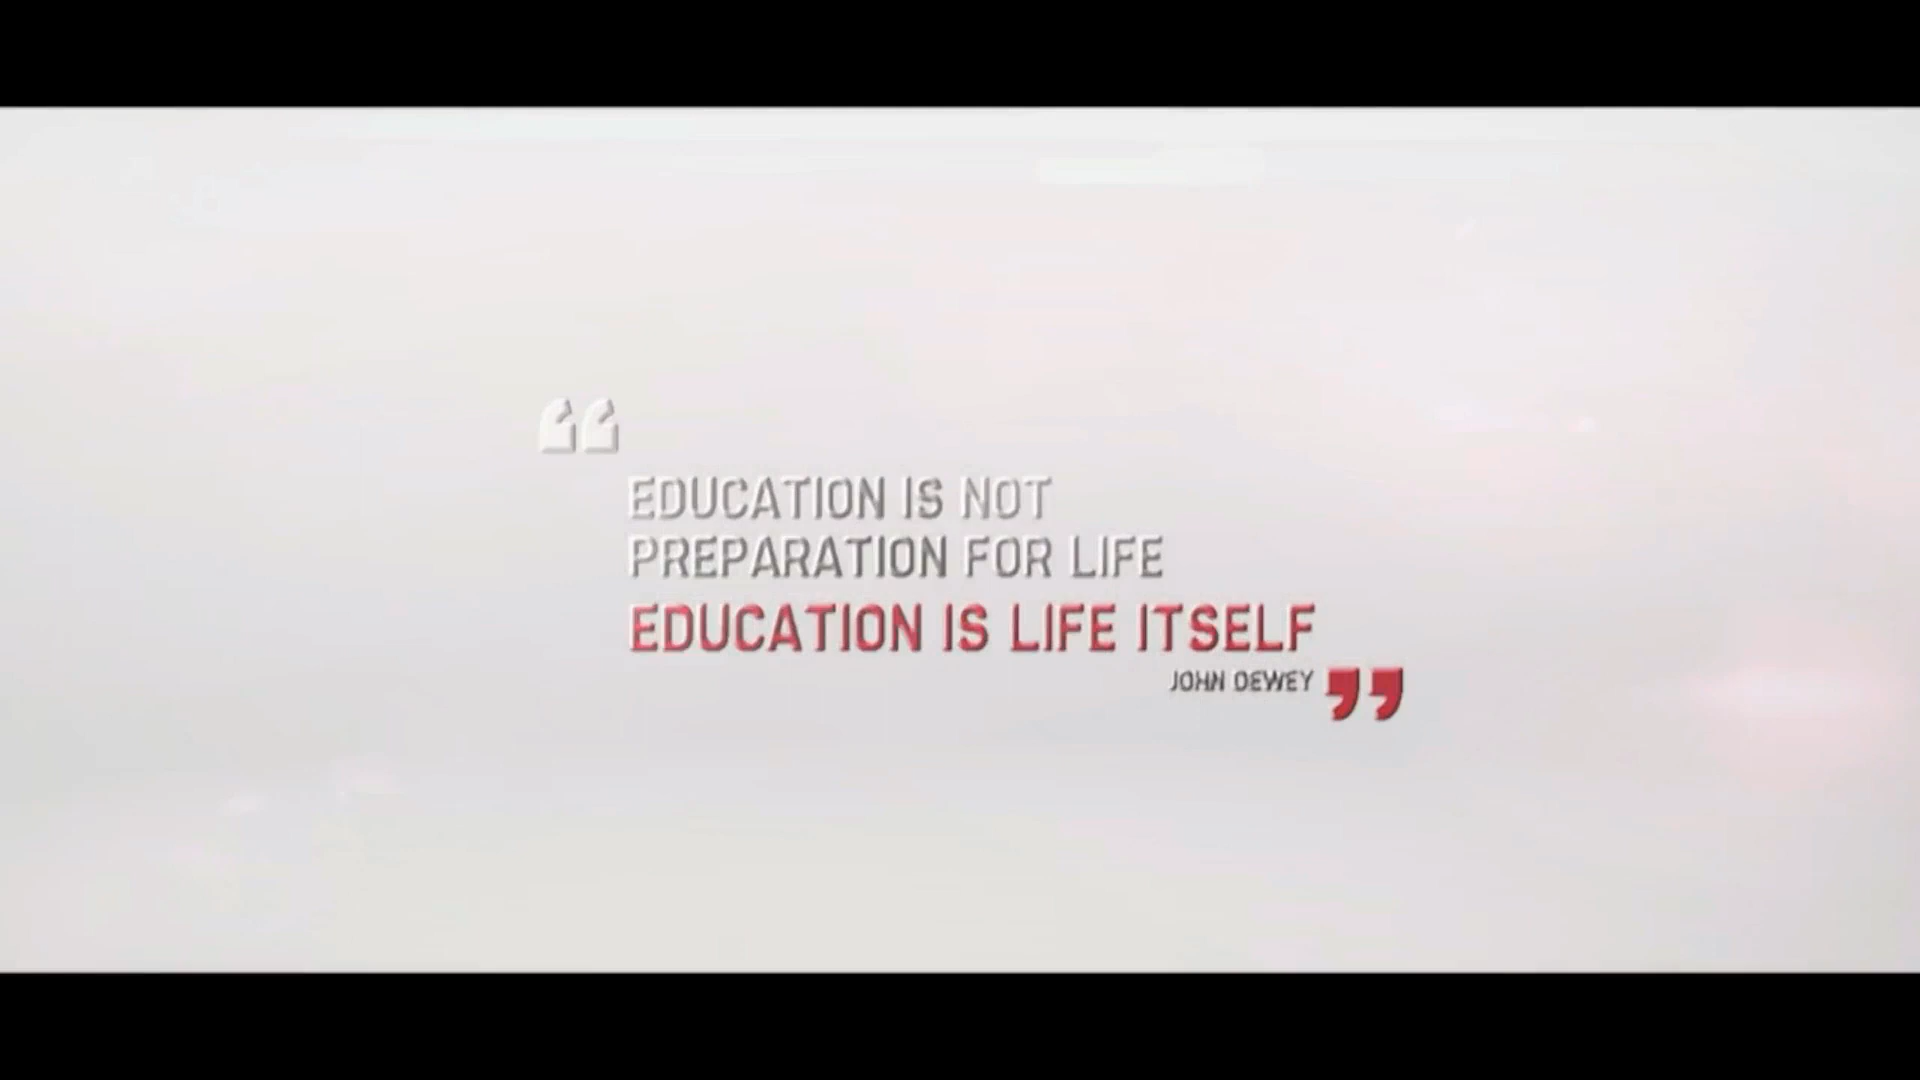 “
EDUCATION IS NOT
PREPARATION FOR LIFE
EDUCATION IS LIFE ITSELF
JOHN DEWEY ”